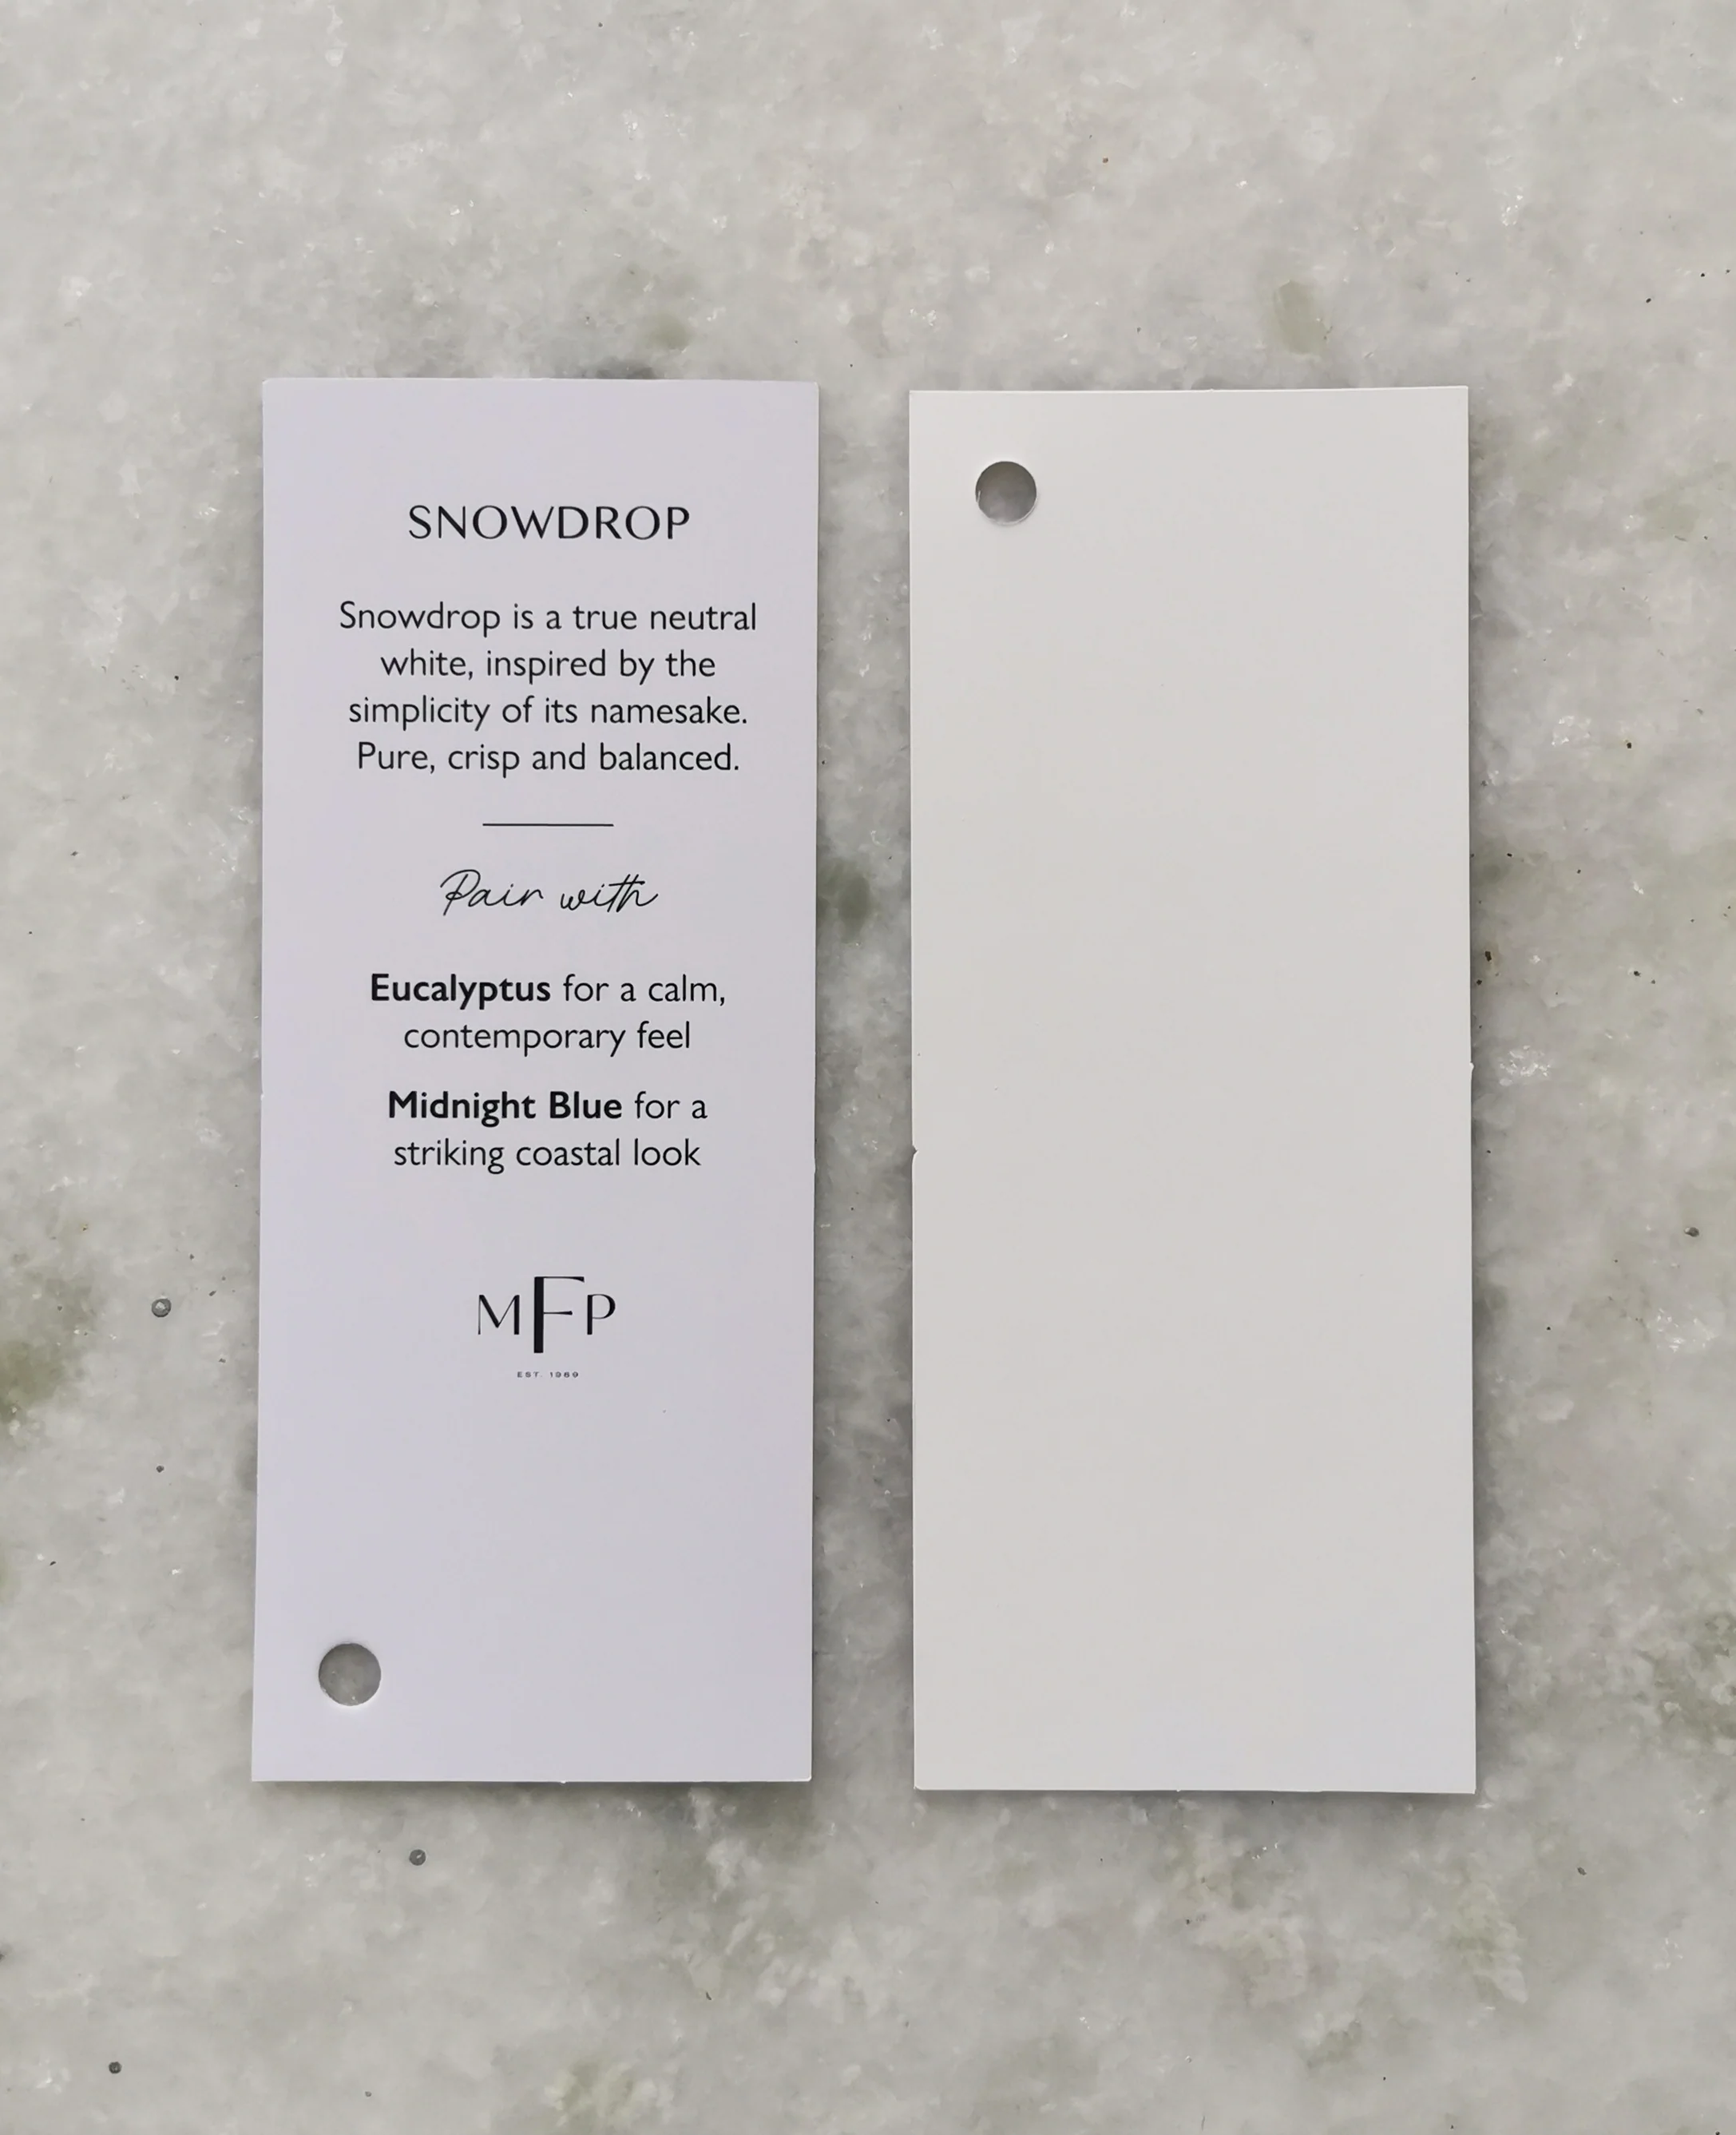 SNOWDROP
Snowdrop is a true neutral
white, inspired by the
simplicity of its namesake.
Pure, crisp and balanced.
Pair with
Eucalyptus for a calm,
contemporary feel
Midnight Blue for a
striking coastal look
MFP
EST. 1989